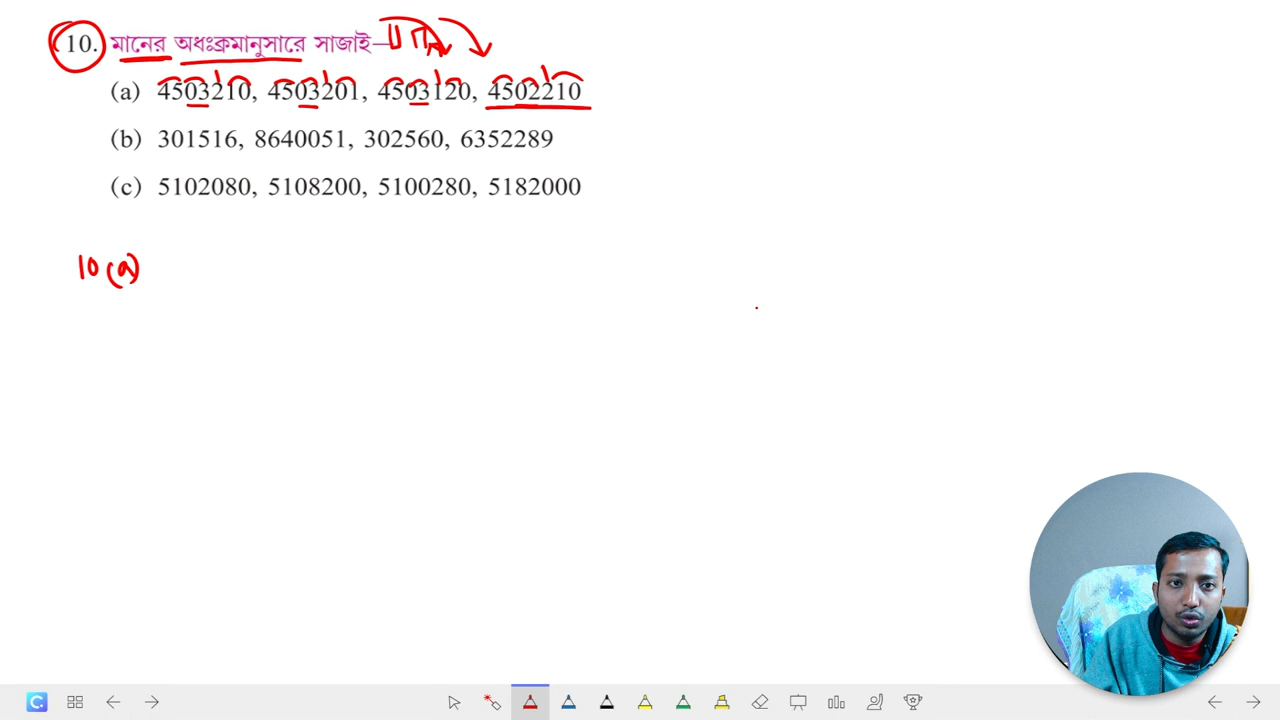 10. মানের অধঃক্রমানুসারে সাজাই—
(a) 4503210, 4503201, 4503120, 4502210
(b) 301516, 8640051, 302560, 6352289
(c) 5102080, 5108200, 5100280, 5182000
10 (a)